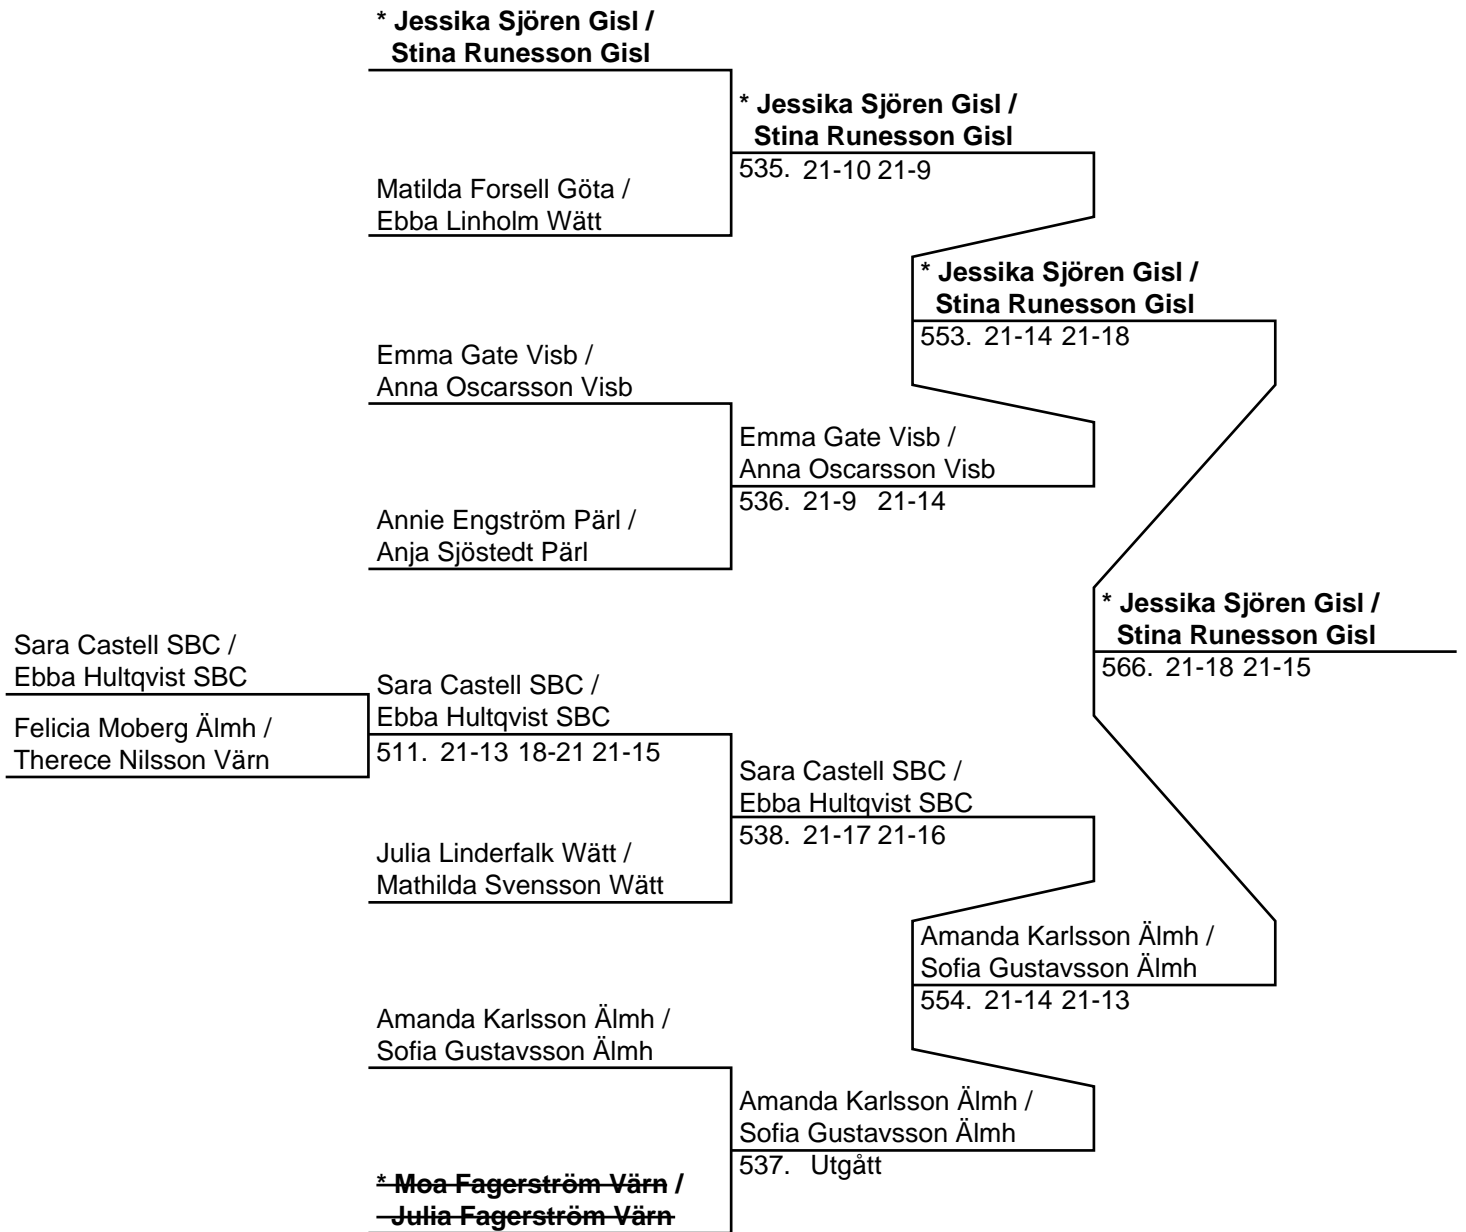 * Jessika Sjören Gisl /
Stina Runesson Gisl
* Jessika Sjören Gisl /
Stina Runesson Gisl
535. 21-10 21-9
Matilda Forsell Göta /
Ebba Linholm Wätt
* Jessika Sjören Gisl /
Stina Runesson Gisl
553. 21-14 21-18
Emma Gate Visb /
Anna Oscarsson Visb
Emma Gate Visb /
Anna Oscarsson Visb
536. 21-9 21-14
Annie Engström Pärl /
Anja Sjöstedt Pärl
* Jessika Sjören Gisl /
Stina Runesson Gisl
566. 21-18 21-15
Sara Castell SBC /
Ebba Hultqvist SBC
Felicia Moberg Älmh /
Therece Nilsson Värn
Sara Castell SBC /
Ebba Hultqvist SBC
511. 21-13 18-21 21-15
Sara Castell SBC /
Ebba Hultqvist SBC
538. 21-17 21-16
Julia Linderfalk Wätt /
Mathilda Svensson Wätt
Amanda Karlsson Älmh /
Sofia Gustavsson Älmh
554. 21-14 21-13
Amanda Karlsson Älmh /
Sofia Gustavsson Älmh
Amanda Karlsson Älmh /
Sofia Gustavsson Älmh
537. Utgått
* Moa Fagerström Värn /
Julia Fagerström Värn